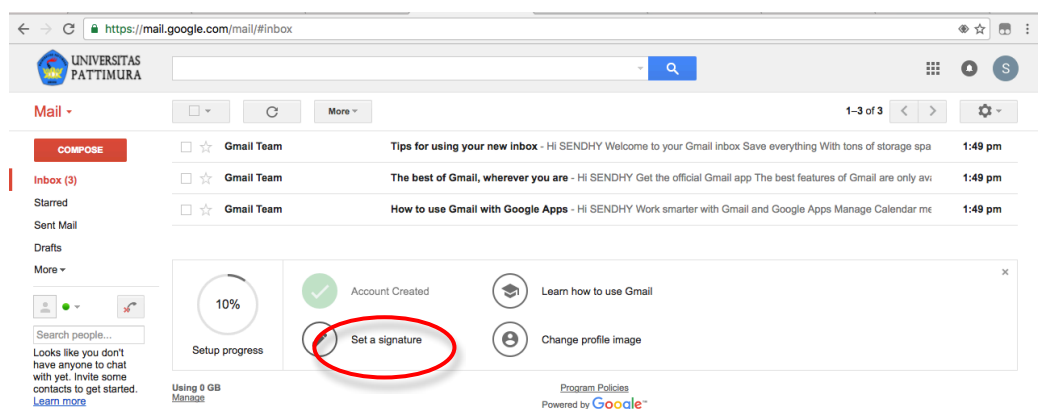 https://mail.google.com/mail/#inbox
UNIVERSITAS
PATTIMURA
Mail
More
1–3 of 3
S
COMPOSE
Gmail Team Tips for using your new inbox - Hi SENDHY Welcome to your Gmail inbox Save everything With tons of storage spa 1:49 pm
Inbox (3)
Gmail Team The best of Gmail, wherever you are - Hi SENDHY Get the official Gmail app The best features of Gmail are only ava 1:49 pm
Starred
Gmail Team How to use Gmail with Google Apps - Hi SENDHY Work smarter with Gmail and Google Apps Manage Calendar me 1:49 pm
Sent Mail
Drafts
More
10%
Setup progress
Account Created
Learn how to use Gmail
Set a signature
Change profile image
Search people...
Looks like you don't
have anyone to chat
with yet. Invite some
contacts to get started.
Learn more
Using 0 GB
Manage
Program Policies
Powered by Google™